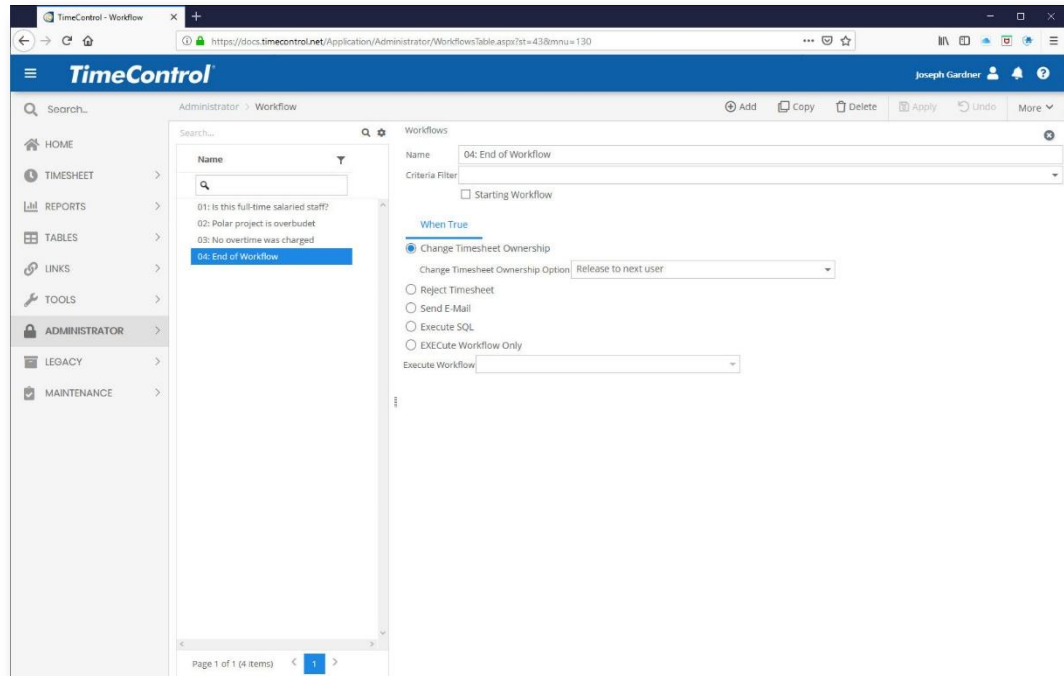 TimeControl - Workflow
https://docs.timecontrol.net/Application/Administrator/WorkflowsTable.aspx?st=43&mnu=130
TimeControl
Joseph Gardner
Search...
Administrator > Workflow
Add Copy Delete Apply Undo More
HOME
TIMESHEET
REPORTS
TABLES
LINKS
TOOLS
ADMINISTRATOR
LEGACY
MAINTENANCE
Search...
Name
01: Is this full-time salaried staff?
02: Polar project is overbudet
03: No overtime was charged
04: End of Workflow
Page 1 of 1 (4 items) < 1 >
Workflows
Name 04: End of Workflow
Criteria Filter
Starting Workflow
When True
Change Timesheet Ownership
Change Timesheet Ownership Option Release to next user
Reject Timesheet
Send E-Mail
Execute SQL
EXECute Workflow Only
Execute Workflow